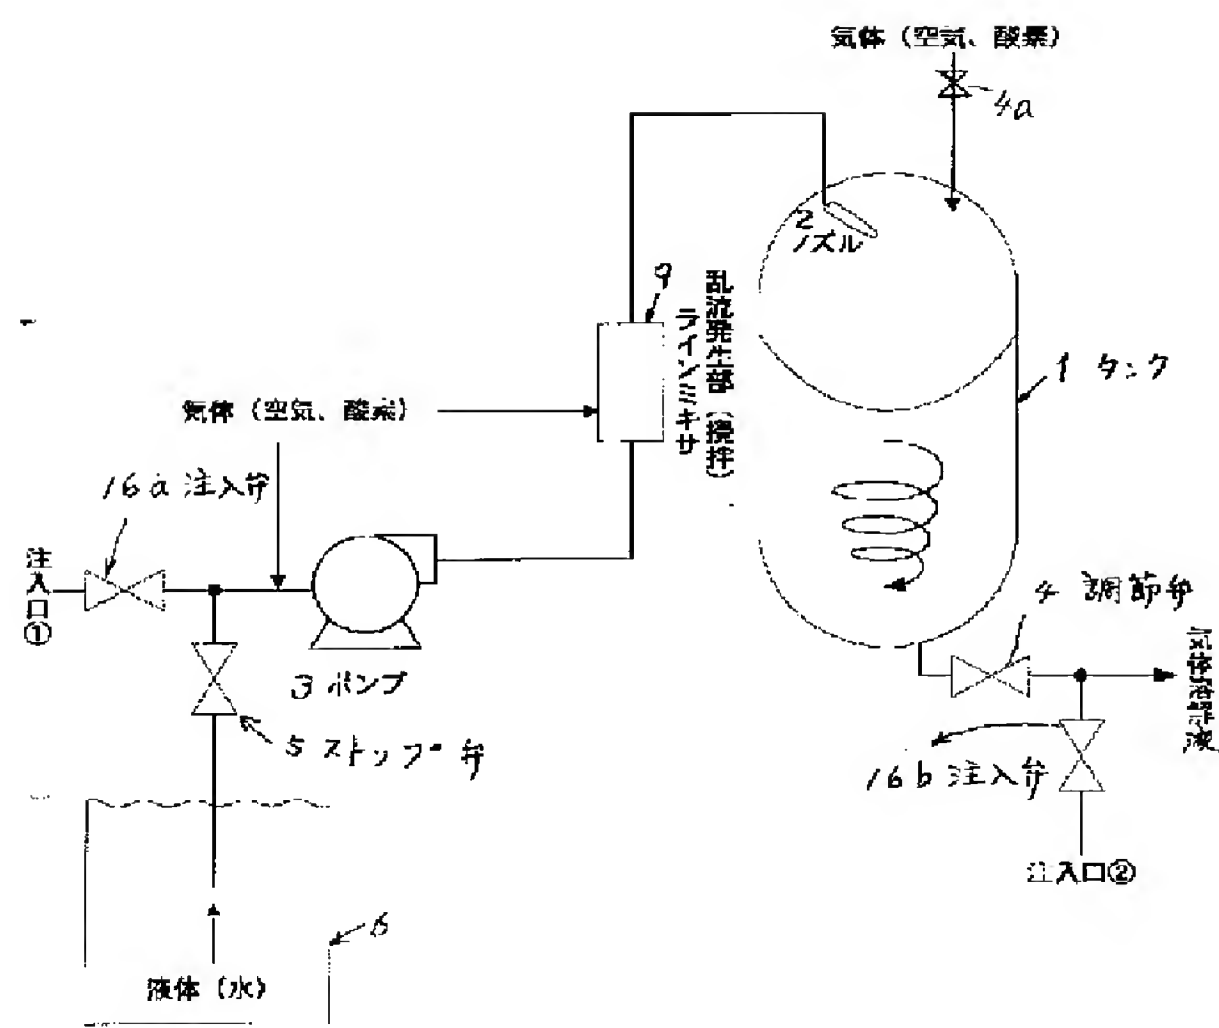 気体（空気、酸素）
4a
2
ノズル
9
乱流発生部（撹拌）
ラインミキサ
1 タンク
気体（空気、酸素）
16a 注入弁
注入口①
3 ポンプ
4 調節弁
気体溶解液
5 ストップ弁
16b 注入弁
注入口②
6
液体（水）